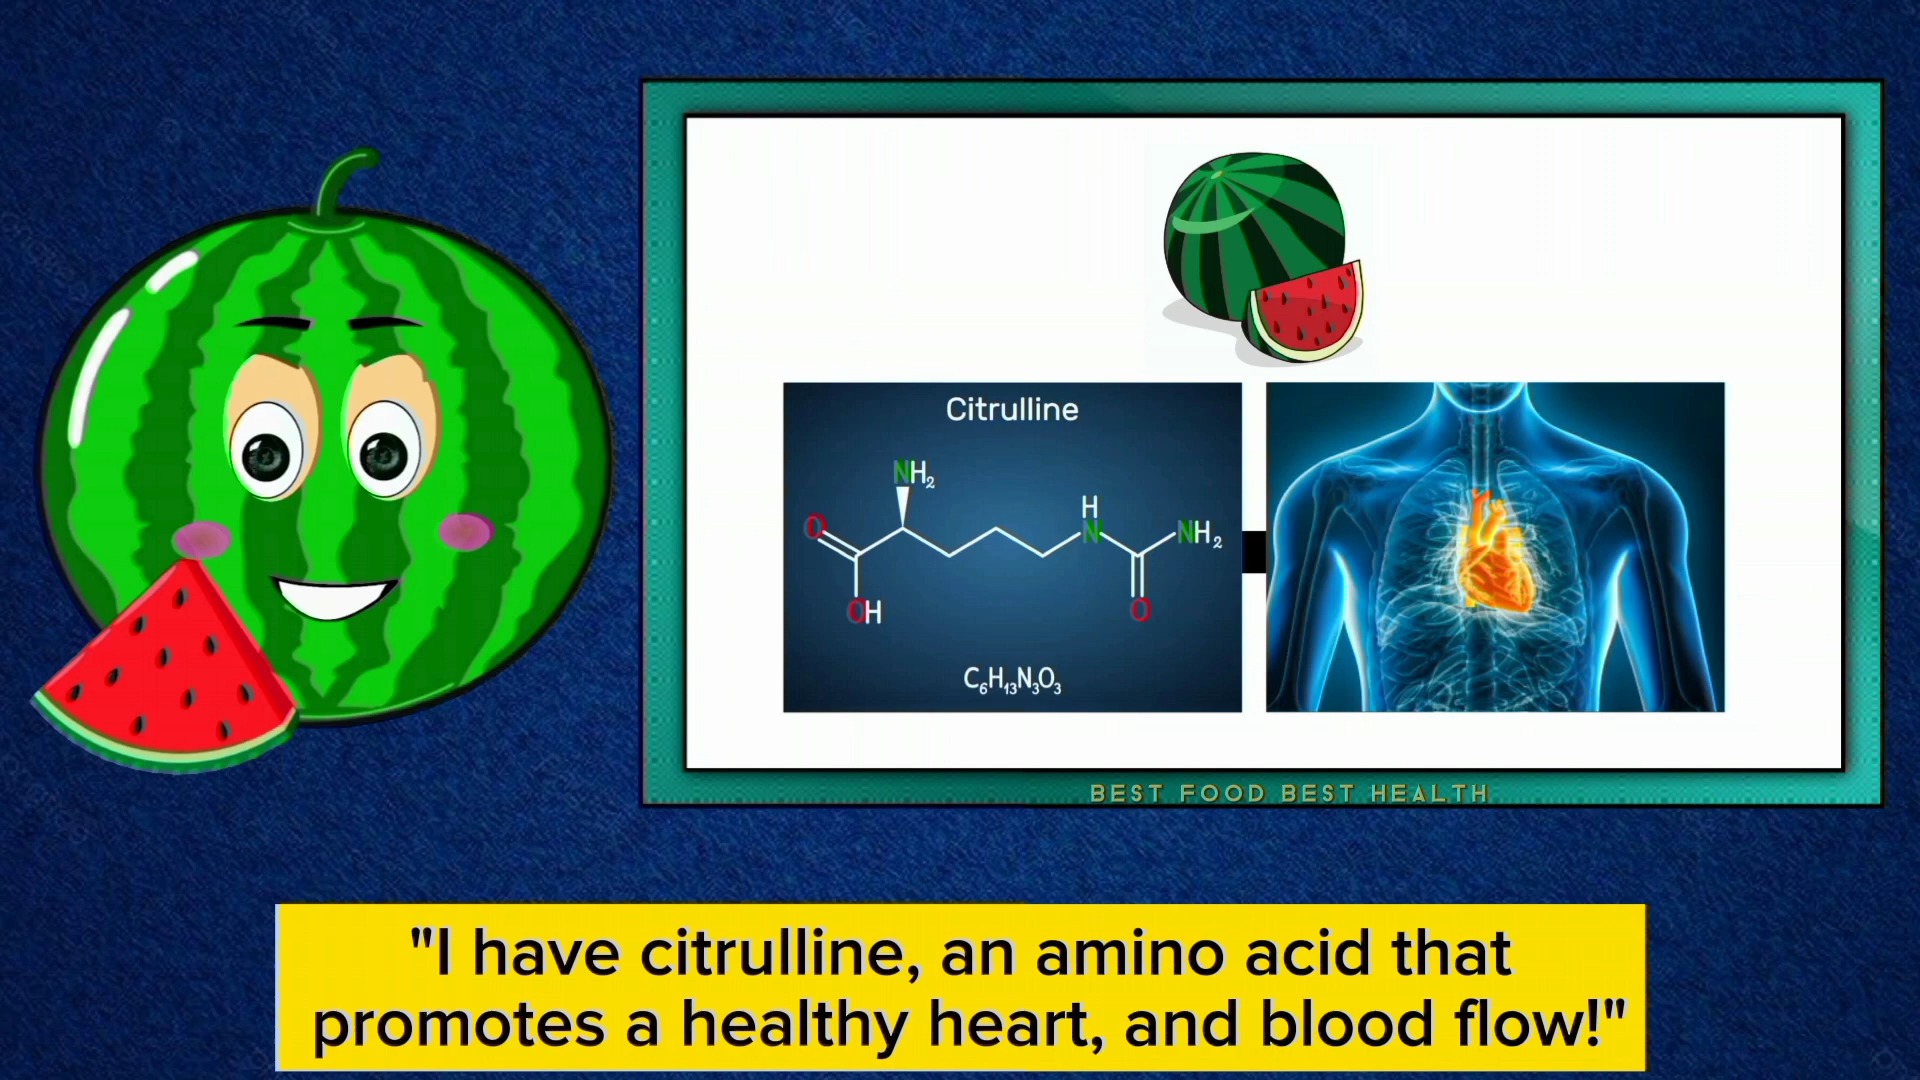 Citrulline
NH₂
O
H
N
NH₂
OH
O
C₆H₁₃N₃O₃
BEST FOOD BEST HEALTH
"I have citrulline, an amino acid that
promotes a healthy heart, and blood flow!"